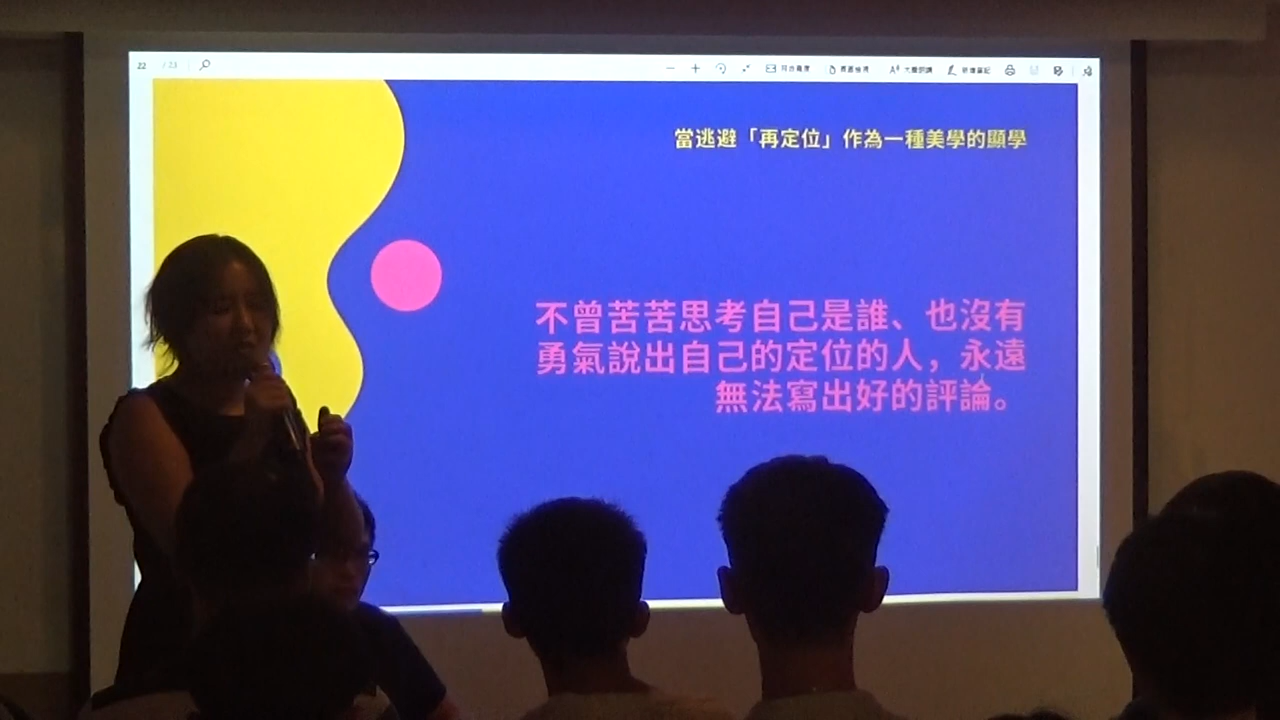 22 / 23
當逃避「再定位」作為一種美學的顯學
不曾苦苦思考自己是誰、也沒有
勇氣說出自己的定位的人，永遠
無法寫出好的評論。